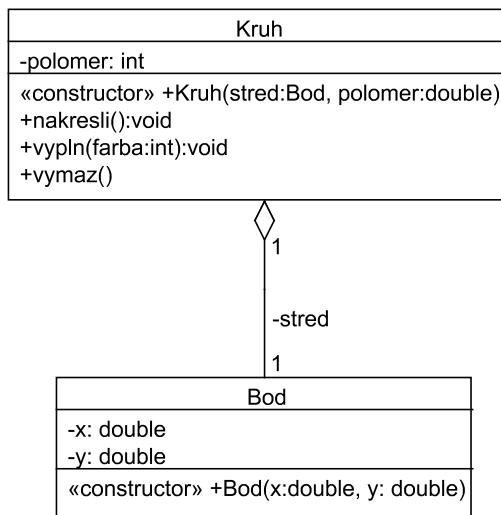 Kruh
-polomer: int
«constructor» +Kruh(stred:Bod, polomer:double)
+nakresli():void
+vypln(farba:int):void
+vymaz()
1
-stred
1
Bod
-x: double
-y: double
«constructor» +Bod(x:double, y: double)